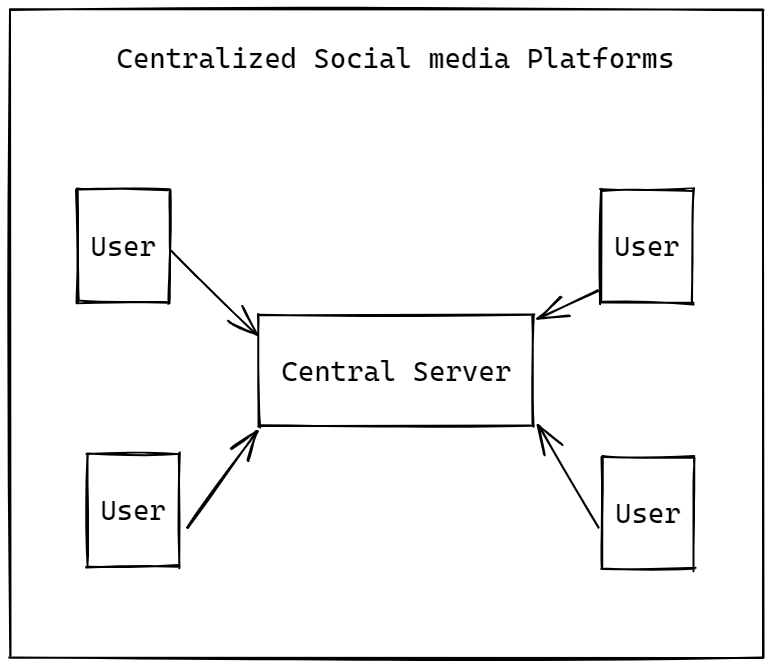 Centralized Social media Platforms
User
User
Central Server
User
User